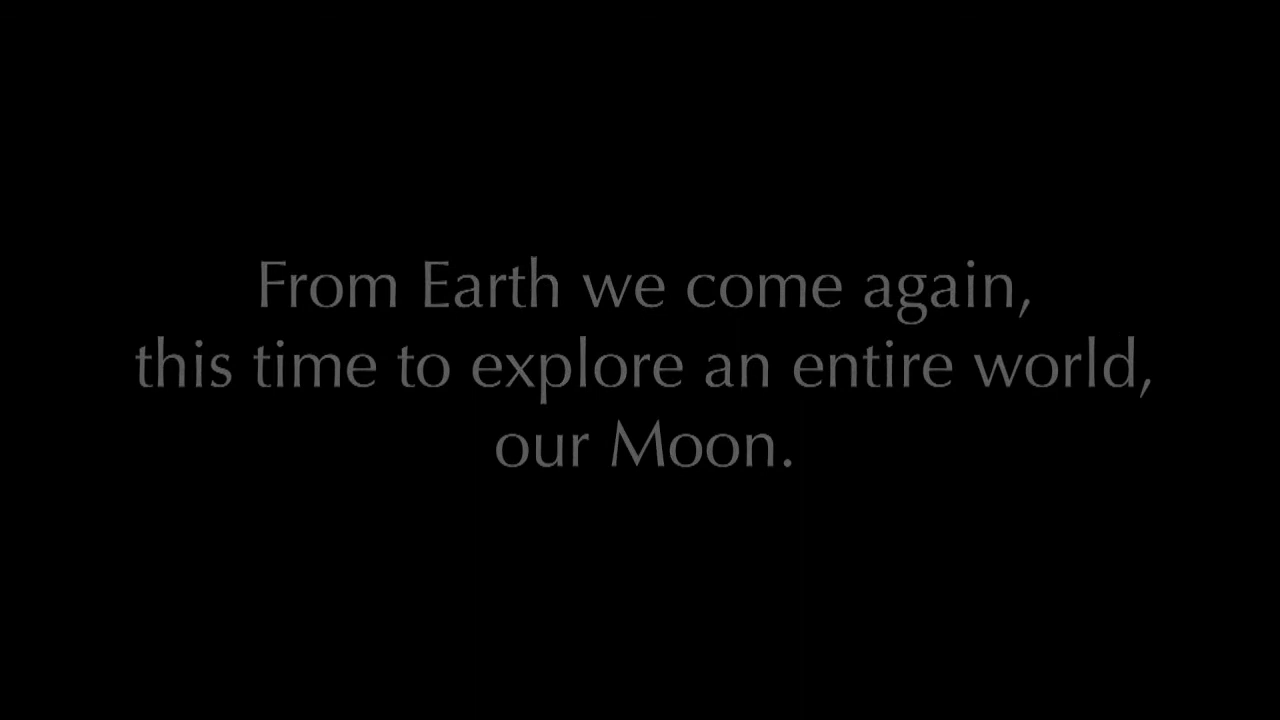 From Earth we come again,
this time to explore an entire world,
our Moon.